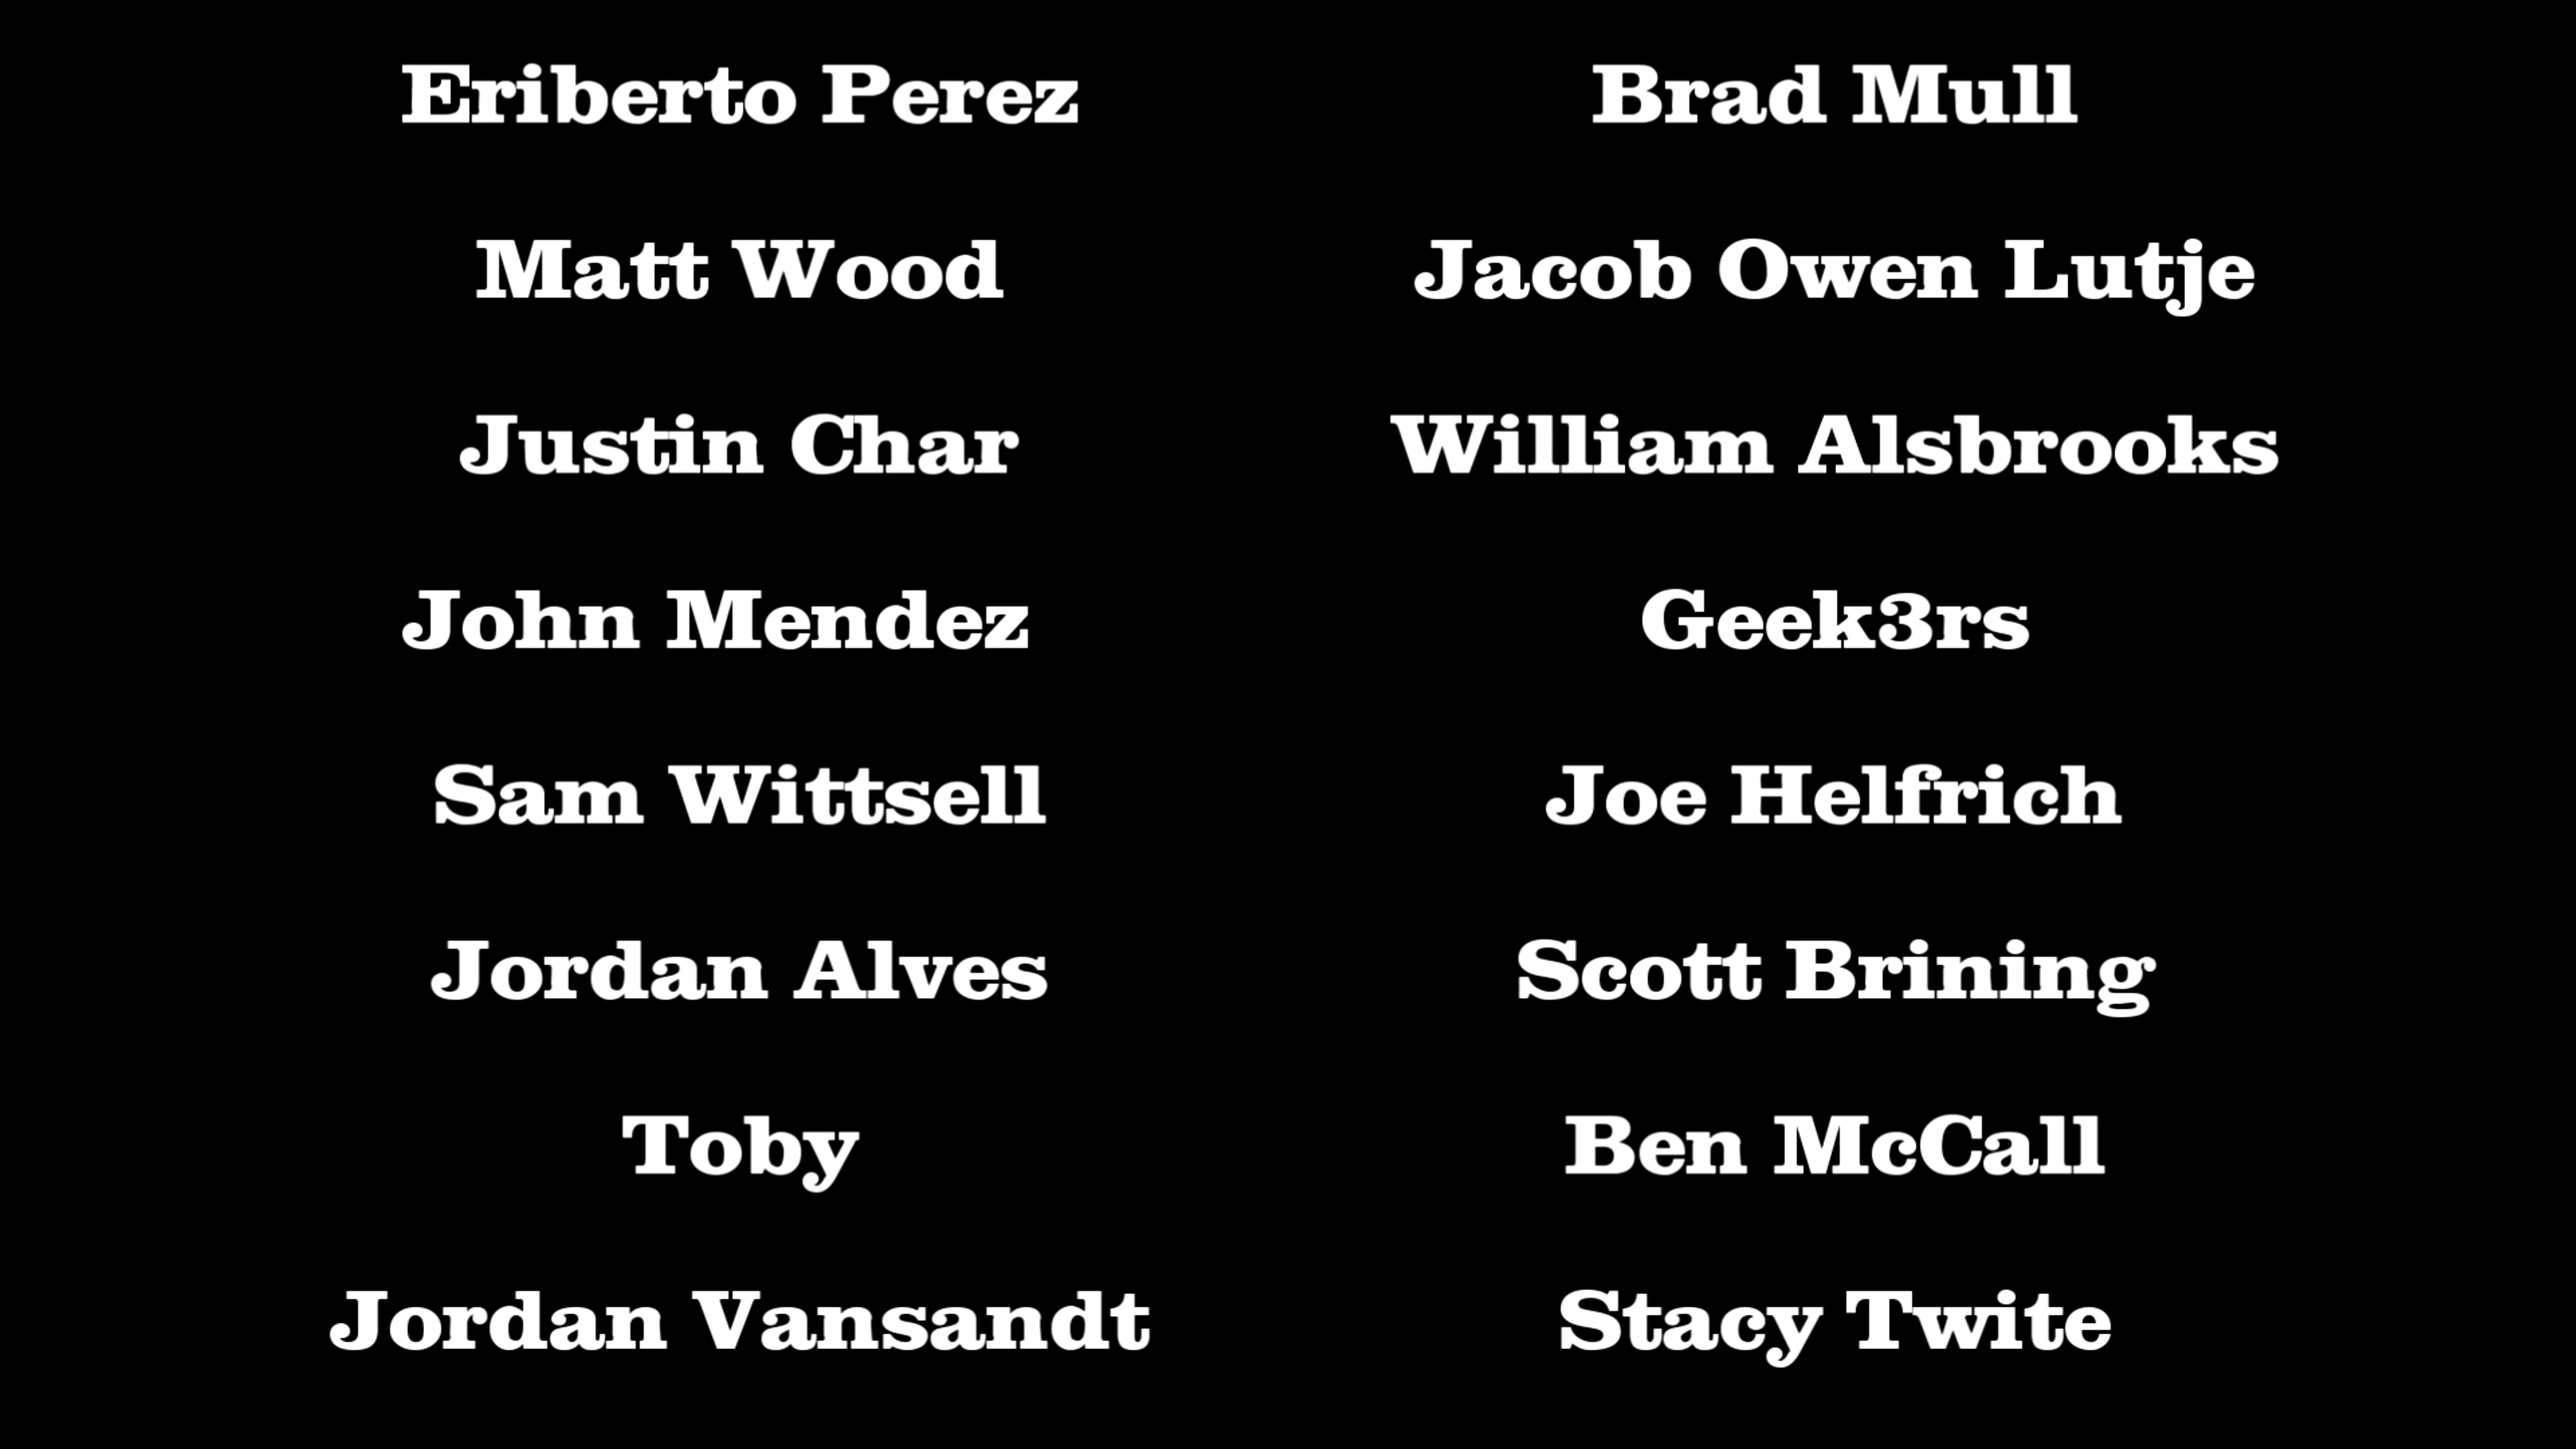 Eriberto Perez
Matt Wood
Justin Char
John Mendez
Sam Wittsell
Jordan Alves
Toby
Jordan Vansandt
Brad Mull
Jacob Owen Lutje
William Alsbrooks
Geek3rs
Joe Helfrich
Scott Brining
Ben McCall
Stacy Twite